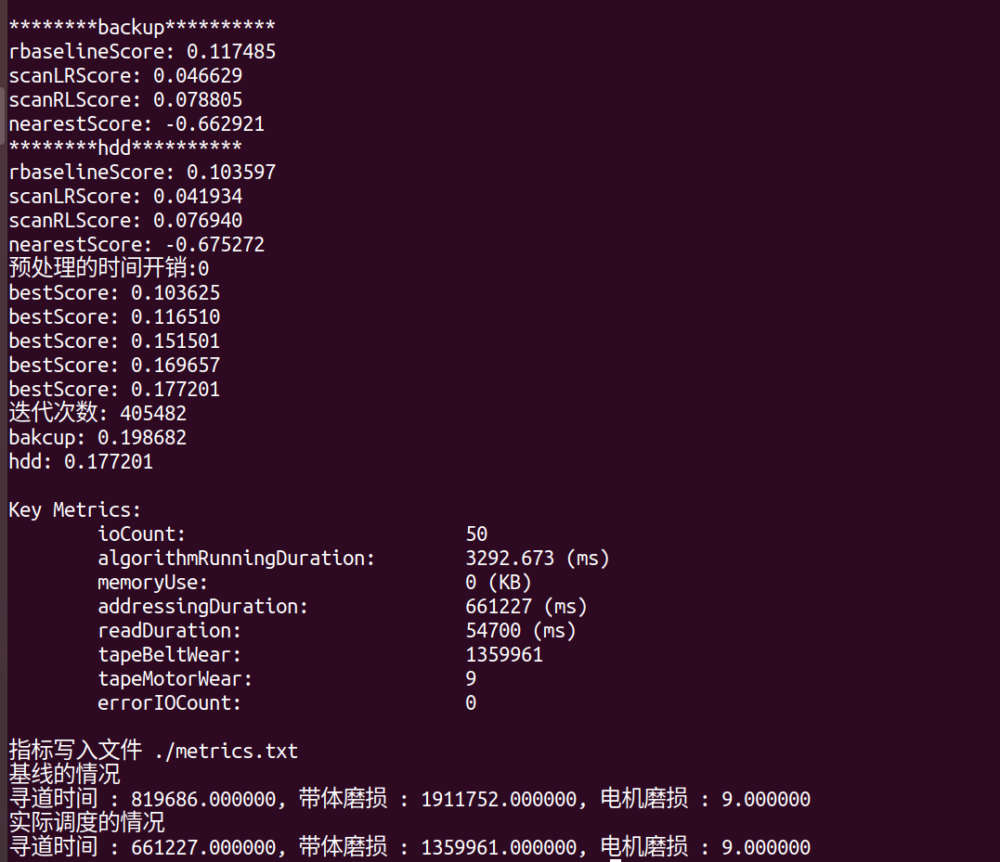 ********backup**********
rbaselineScore: 0.117485
scanLRScore: 0.046629
scanRLScore: 0.078805
nearestScore: -0.662921
********hdd**********
rbaselineScore: 0.103597
scanLRScore: 0.041934
scanRLScore: 0.076940
nearestScore: -0.675272
预处理的时间开销:0
bestScore: 0.103625
bestScore: 0.116510
bestScore: 0.151501
bestScore: 0.169657
bestScore: 0.177201
迭代次数: 405482
bakcup: 0.198682
hdd: 0.177201
Key Metrics:
ioCount: 50
algorithmRunningDuration: 3292.673 (ms)
memoryUse: 0 (KB)
addressingDuration: 661227 (ms)
readDuration: 54700 (ms)
tapeBeltWear: 1359961
tapeMotorWear: 9
errorIOCount: 0
指标写入文件 ./metrics.txt
基线的情况
寻道时间 : 819686.000000, 带体磨损 : 1911752.000000, 电机磨损 : 9.000000
实际调度的情况
寻道时间 : 661227.000000, 带体磨损 : 1359961.000000, 电机磨损 : 9.000000